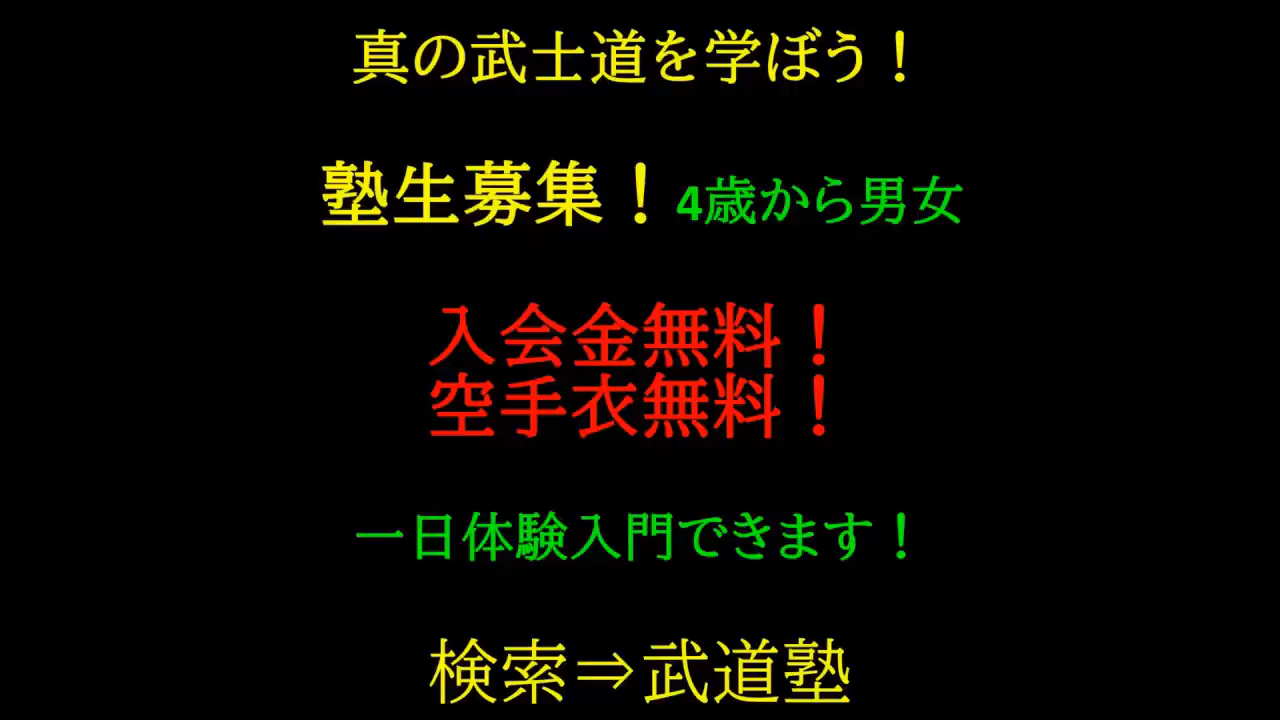 真の武士道を学ぼう！
塾生募集！4歳から男女
入会金無料！
空手衣無料！
一日体験入門できます！
検索⇒武道塾